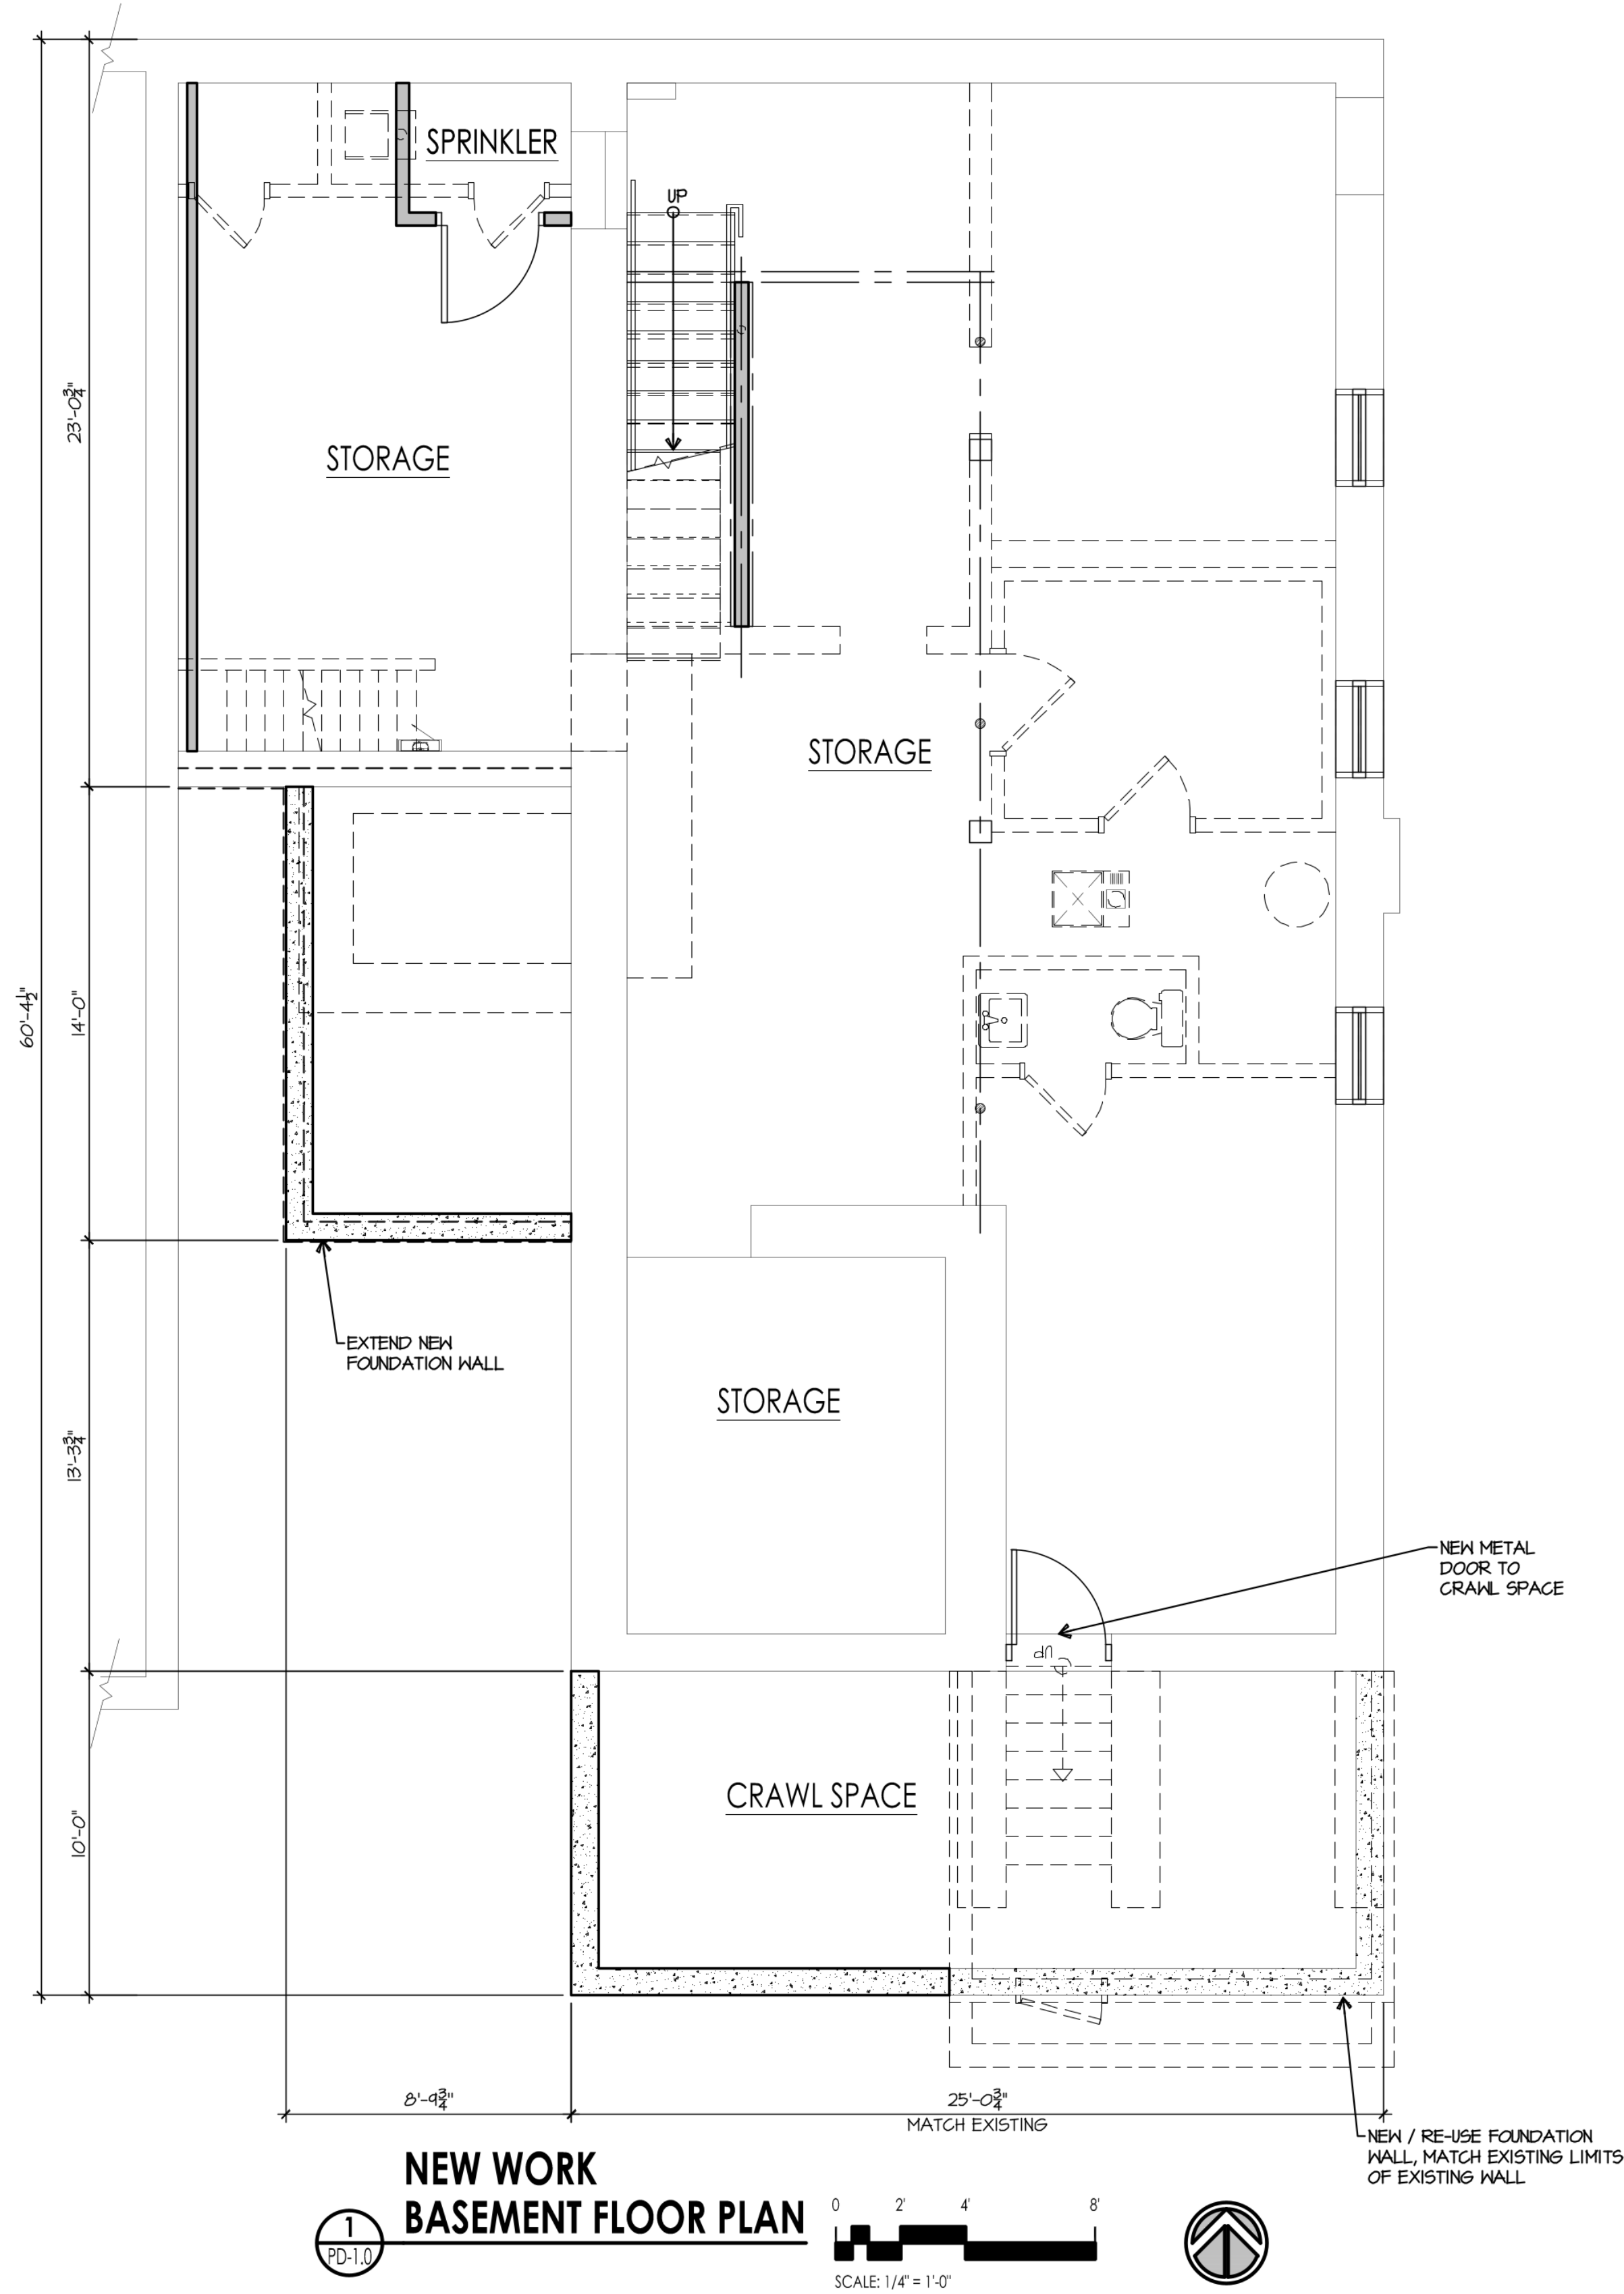 SPRINKLER
UP
23'-0¾"
STORAGE
STORAGE
60'-4½"
14'-0"
EXTEND NEW
FOUNDATION WALL
STORAGE
13'-3¾"
NEW METAL
DOOR TO
CRAWL SPACE
UP
CRAWL SPACE
10'-0"
8'-9¾"
25'-0¾"
MATCH EXISTING
NEW / RE-USE FOUNDATION
WALL, MATCH EXISTING LIMITS
OF EXISTING WALL
NEW WORK
BASEMENT FLOOR PLAN
1
PD-1.0
0 2' 4' 8'
SCALE: 1/4" = 1'-0"